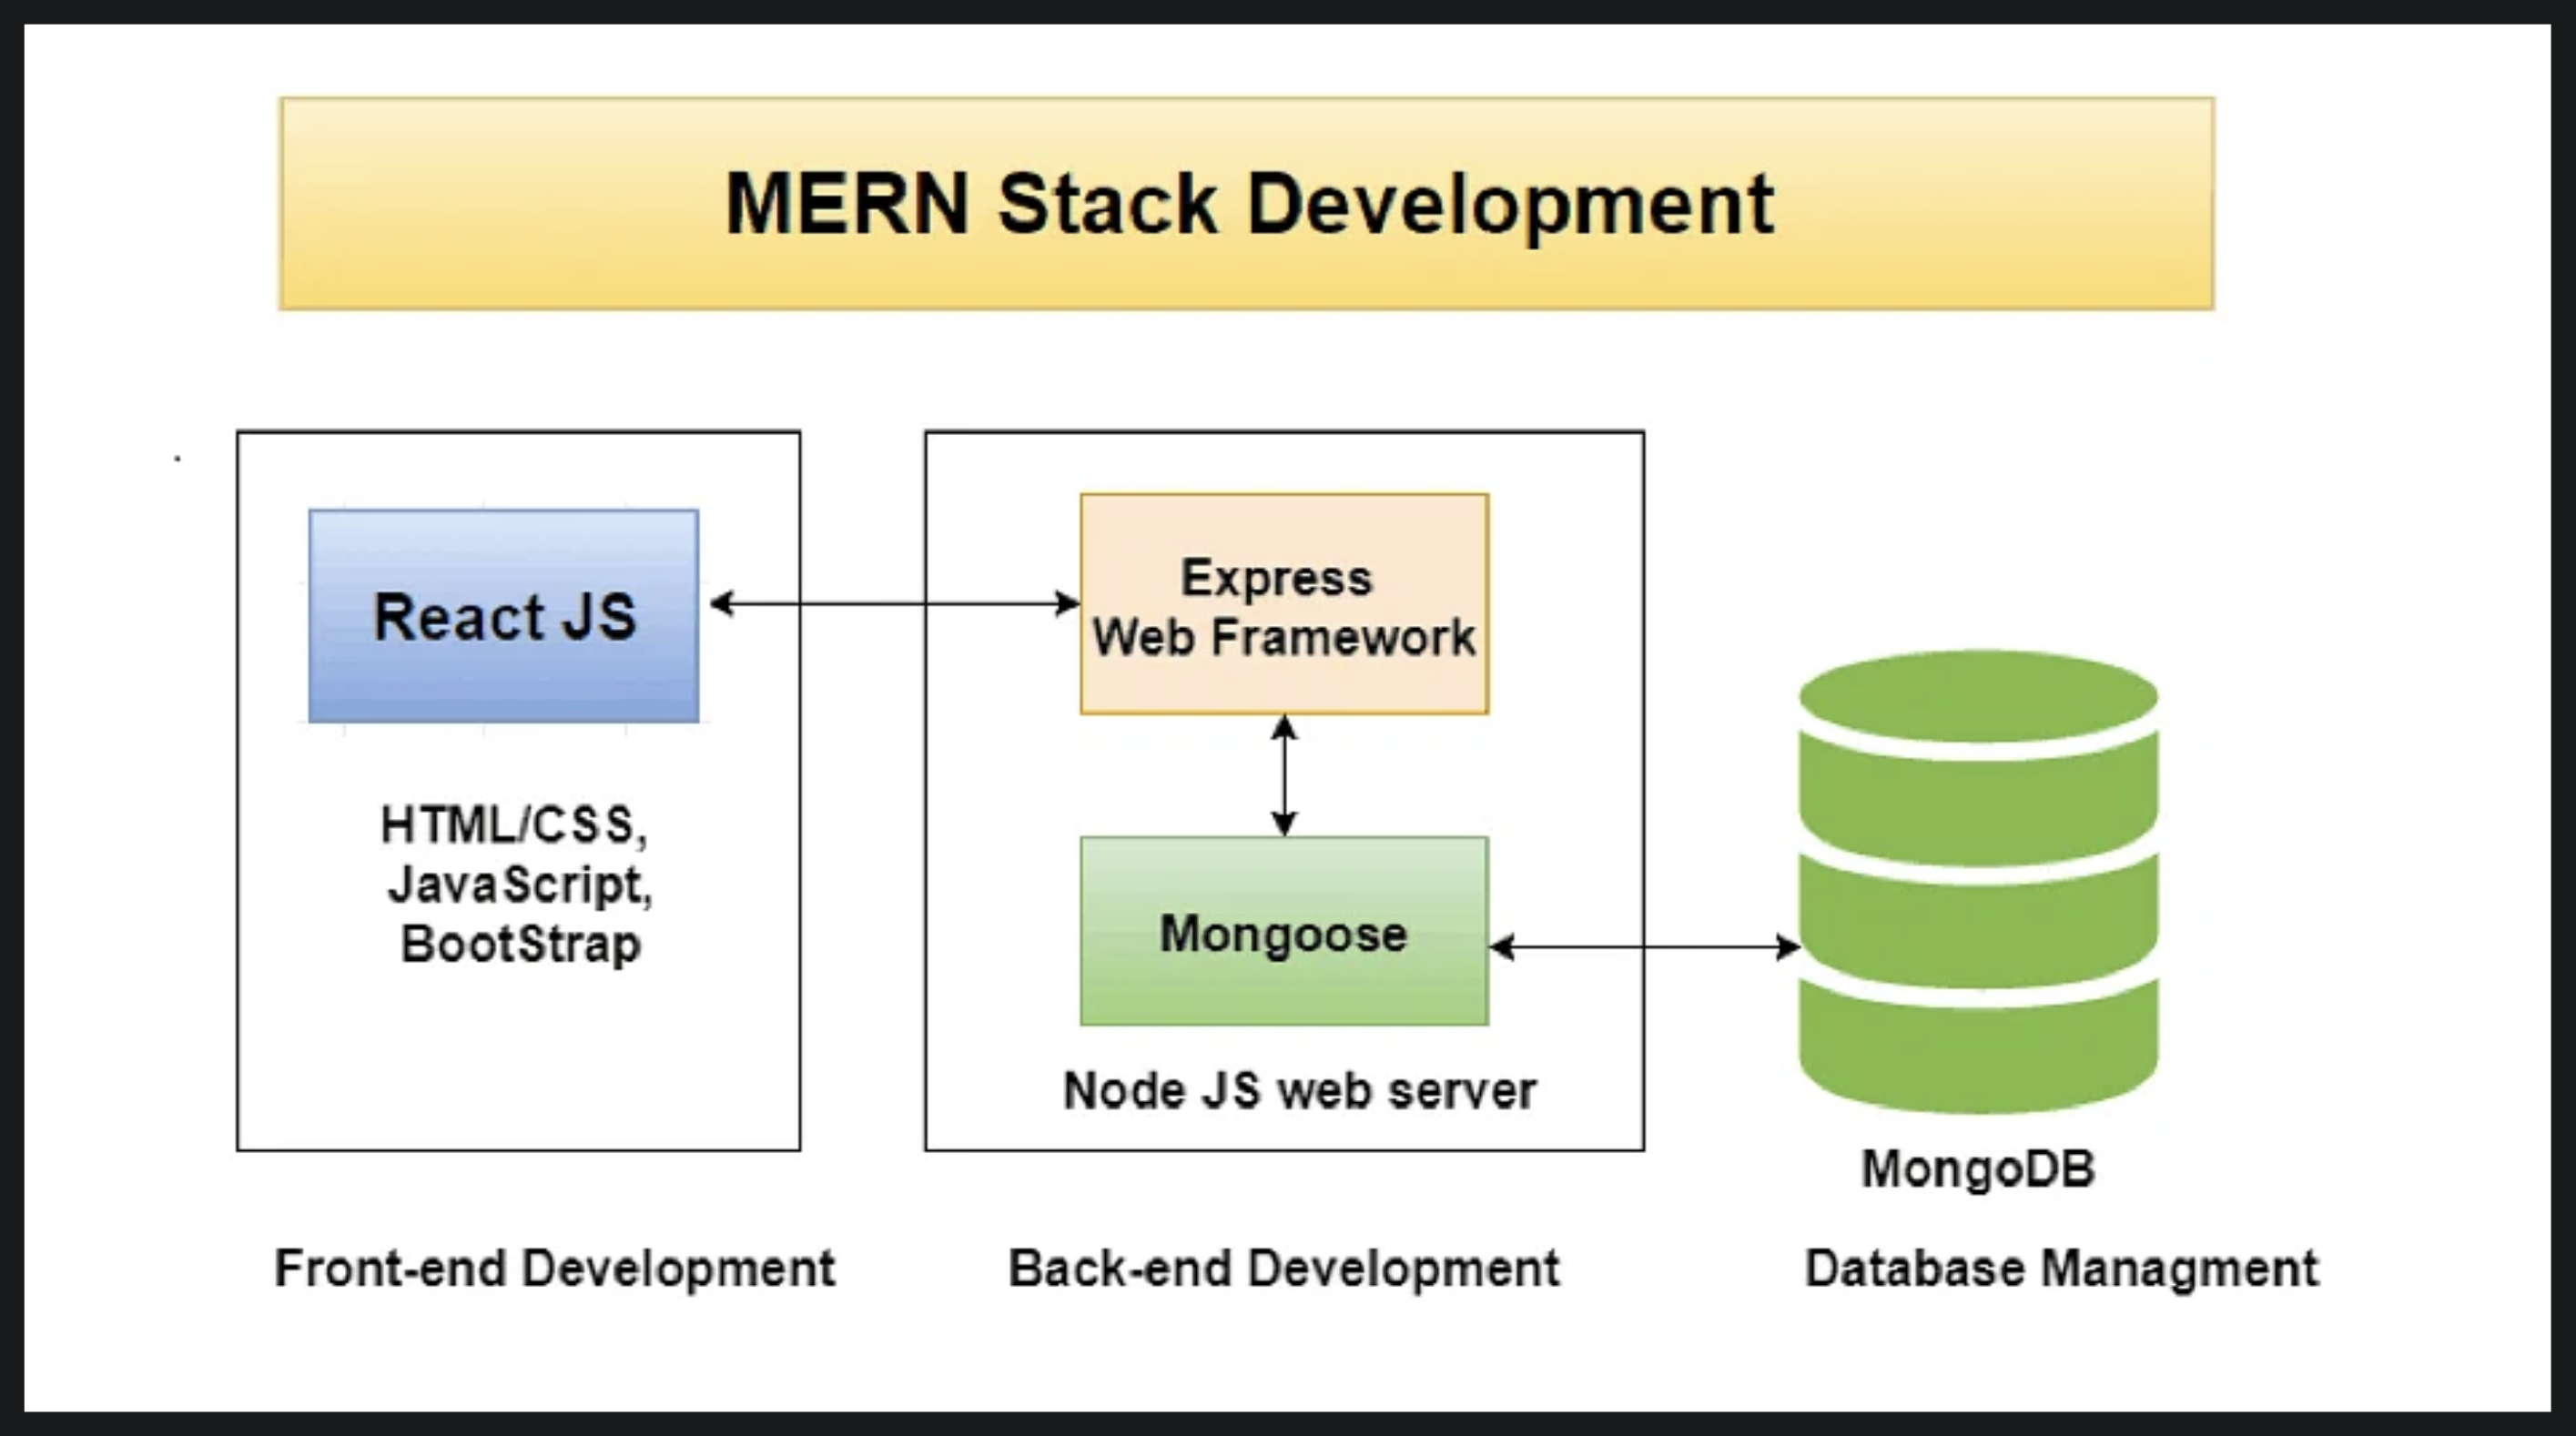 MERN Stack Development
React JS
HTML/CSS,
JavaScript,
BootStrap
Express
Web Framework
Mongoose
Node JS web server
MongoDB
Front-end Development
Back-end Development
Database Managment